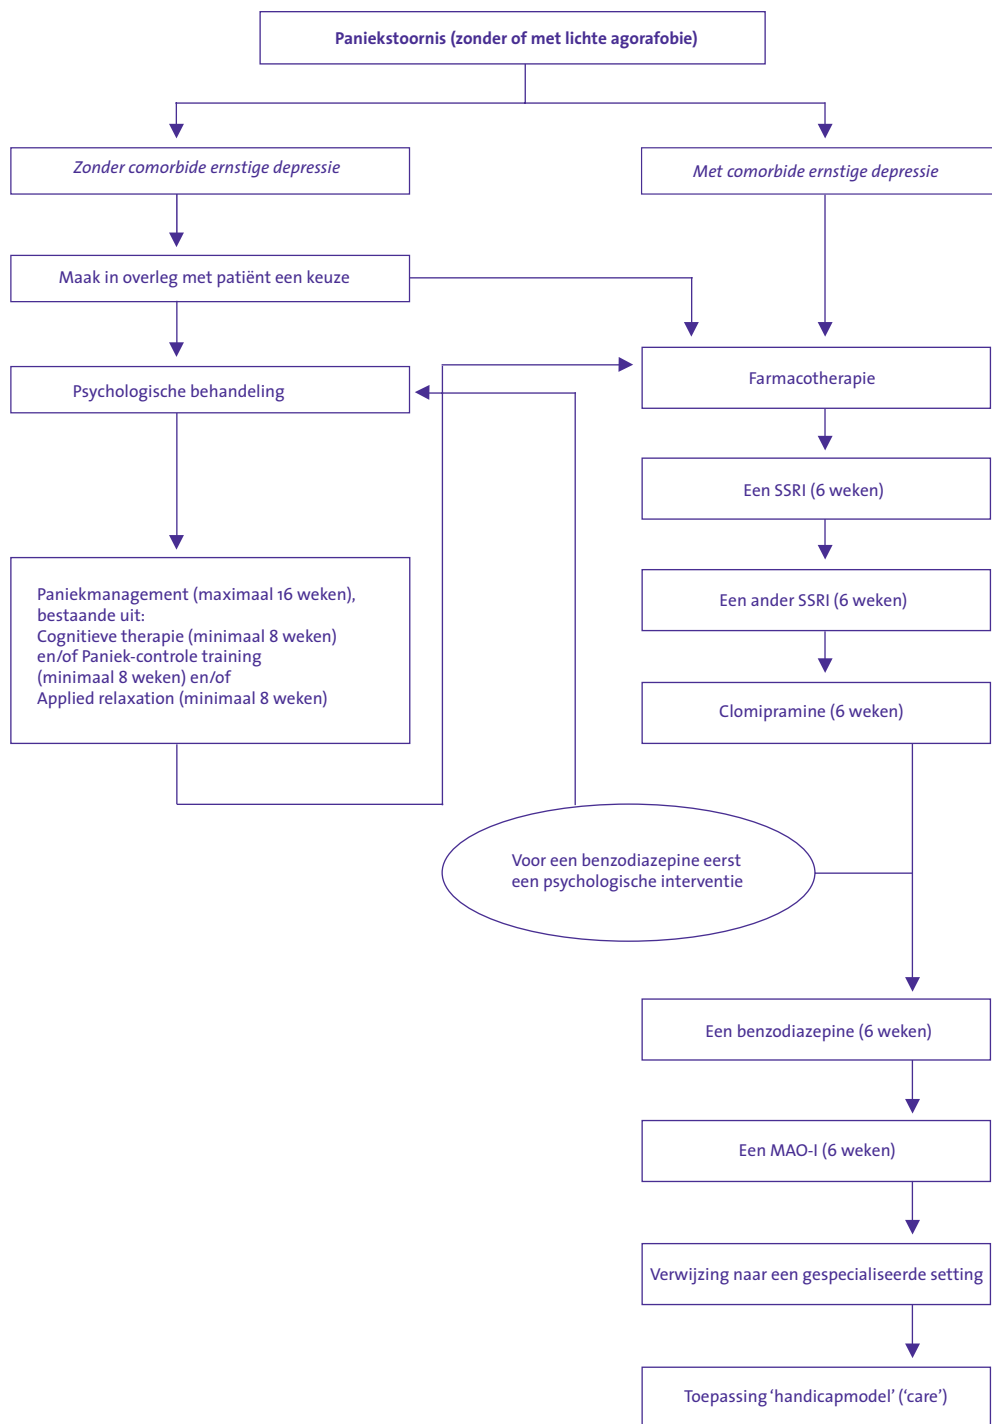 Paniekstoornis (zonder of met lichte agorafobie)
Zonder comorbide ernstige depressie
Met comorbide ernstige depressie
Maak in overleg met patiënt een keuze
Psychologische behandeling
Farmacotherapie
Een SSRI (6 weken)
Een ander SSRI (6 weken)
Paniekmanagement (maximaal 16 weken),
bestaande uit:
Cognitieve therapie (minimaal 8 weken)
en/of Paniek-controle training
(minimaal 8 weken) en/of
Applied relaxation (minimaal 8 weken)
Clomipramine (6 weken)
Voor een benzodiazepine eerst
een psychologische interventie
Een benzodiazepine (6 weken)
Een MAO-I (6 weken)
Verwijzing naar een gespecialiseerde setting
Toepassing ‘handicapmodel’ (‘care’)